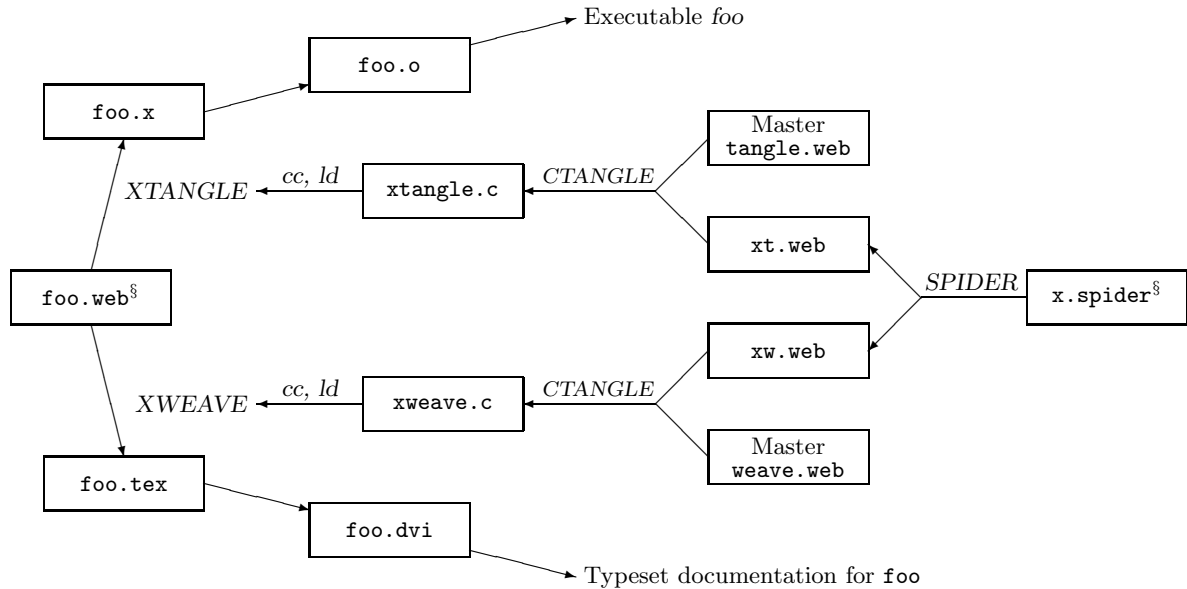 Executable foo
foo.o
foo.x
Master
tangle.web
XTANGLE
cc, ld
xtangle.c
CTANGLE
xt.web
foo.web§
SPIDER
x.spider§
xw.web
XWEAVE
cc, ld
xweave.c
CTANGLE
Master
weave.web
foo.tex
foo.dvi
Typeset documentation for foo